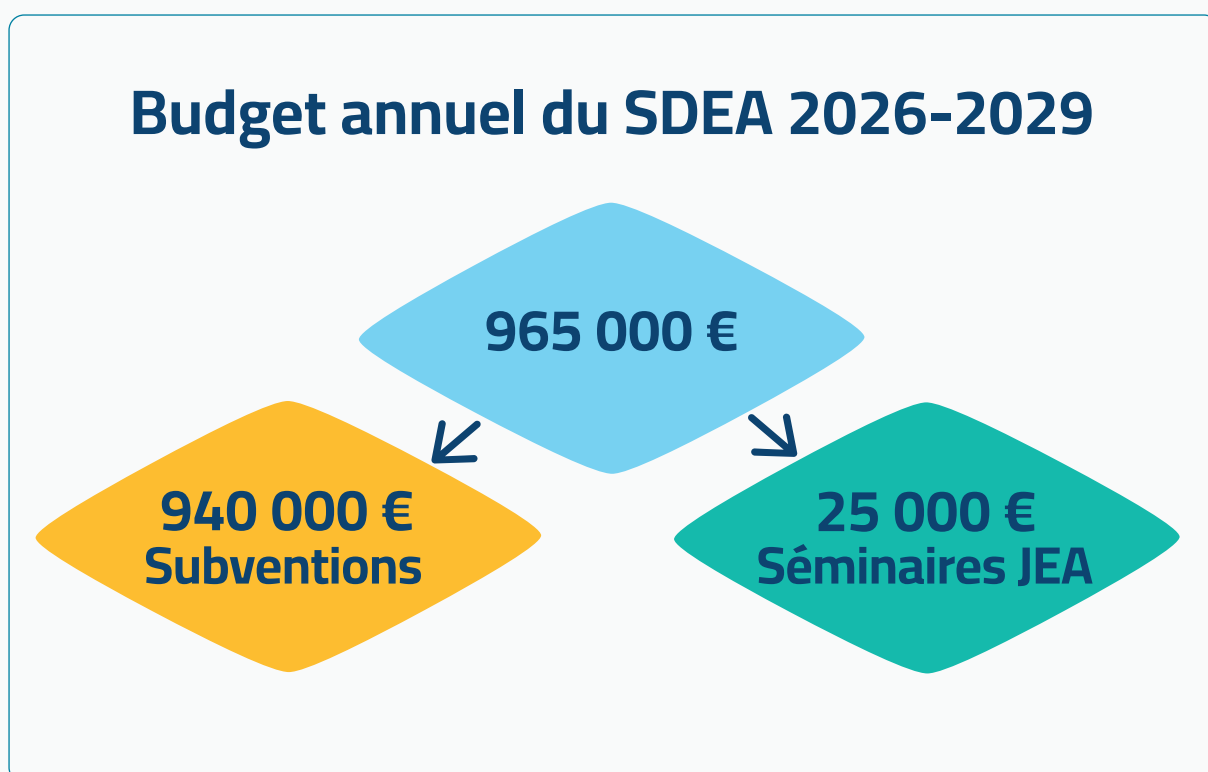 Budget annuel du SDEA 2026-2029
965 000 €
940 000 €
Subventions
25 000 €
Séminaires JEA